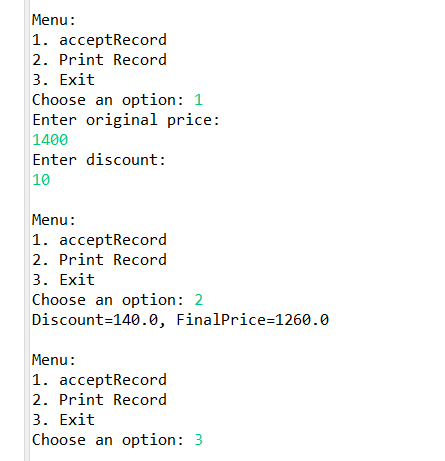 Menu:
1. acceptRecord
2. Print Record
3. Exit
Choose an option: 1
Enter original price:
1400
Enter discount:
10
Menu:
1. acceptRecord
2. Print Record
3. Exit
Choose an option: 2
Discount=140.0, FinalPrice=1260.0
Menu:
1. acceptRecord
2. Print Record
3. Exit
Choose an option: 3